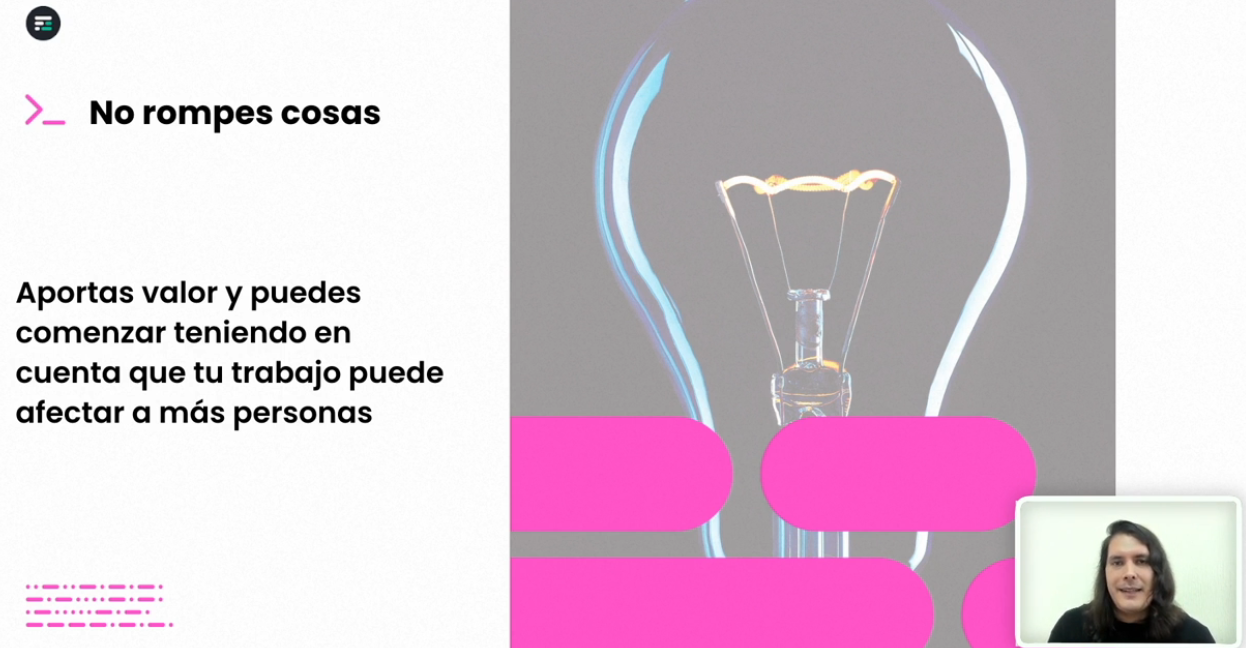 No rompes cosas
Aportas valor y puedes
comenzar teniendo en
cuenta que tu trabajo puede
afectar a más personas